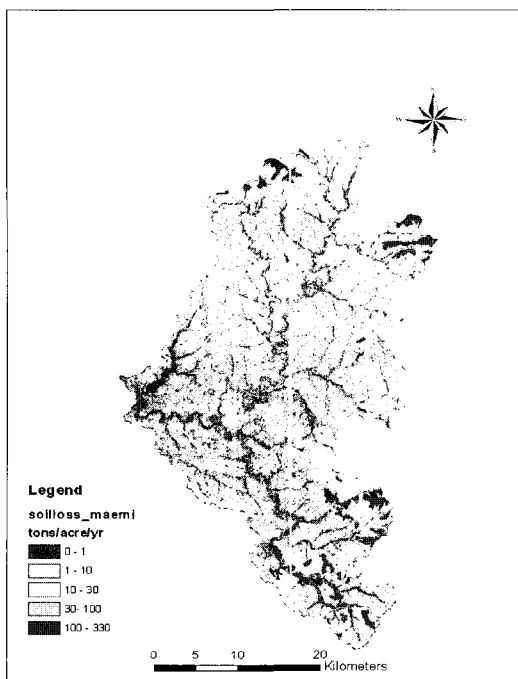 Legend
soilloss_maemi
tons/acre/yr
0 - 1
1 - 10
10 - 30
30- 100
100 - 330
0 5 10 20
Kilometers